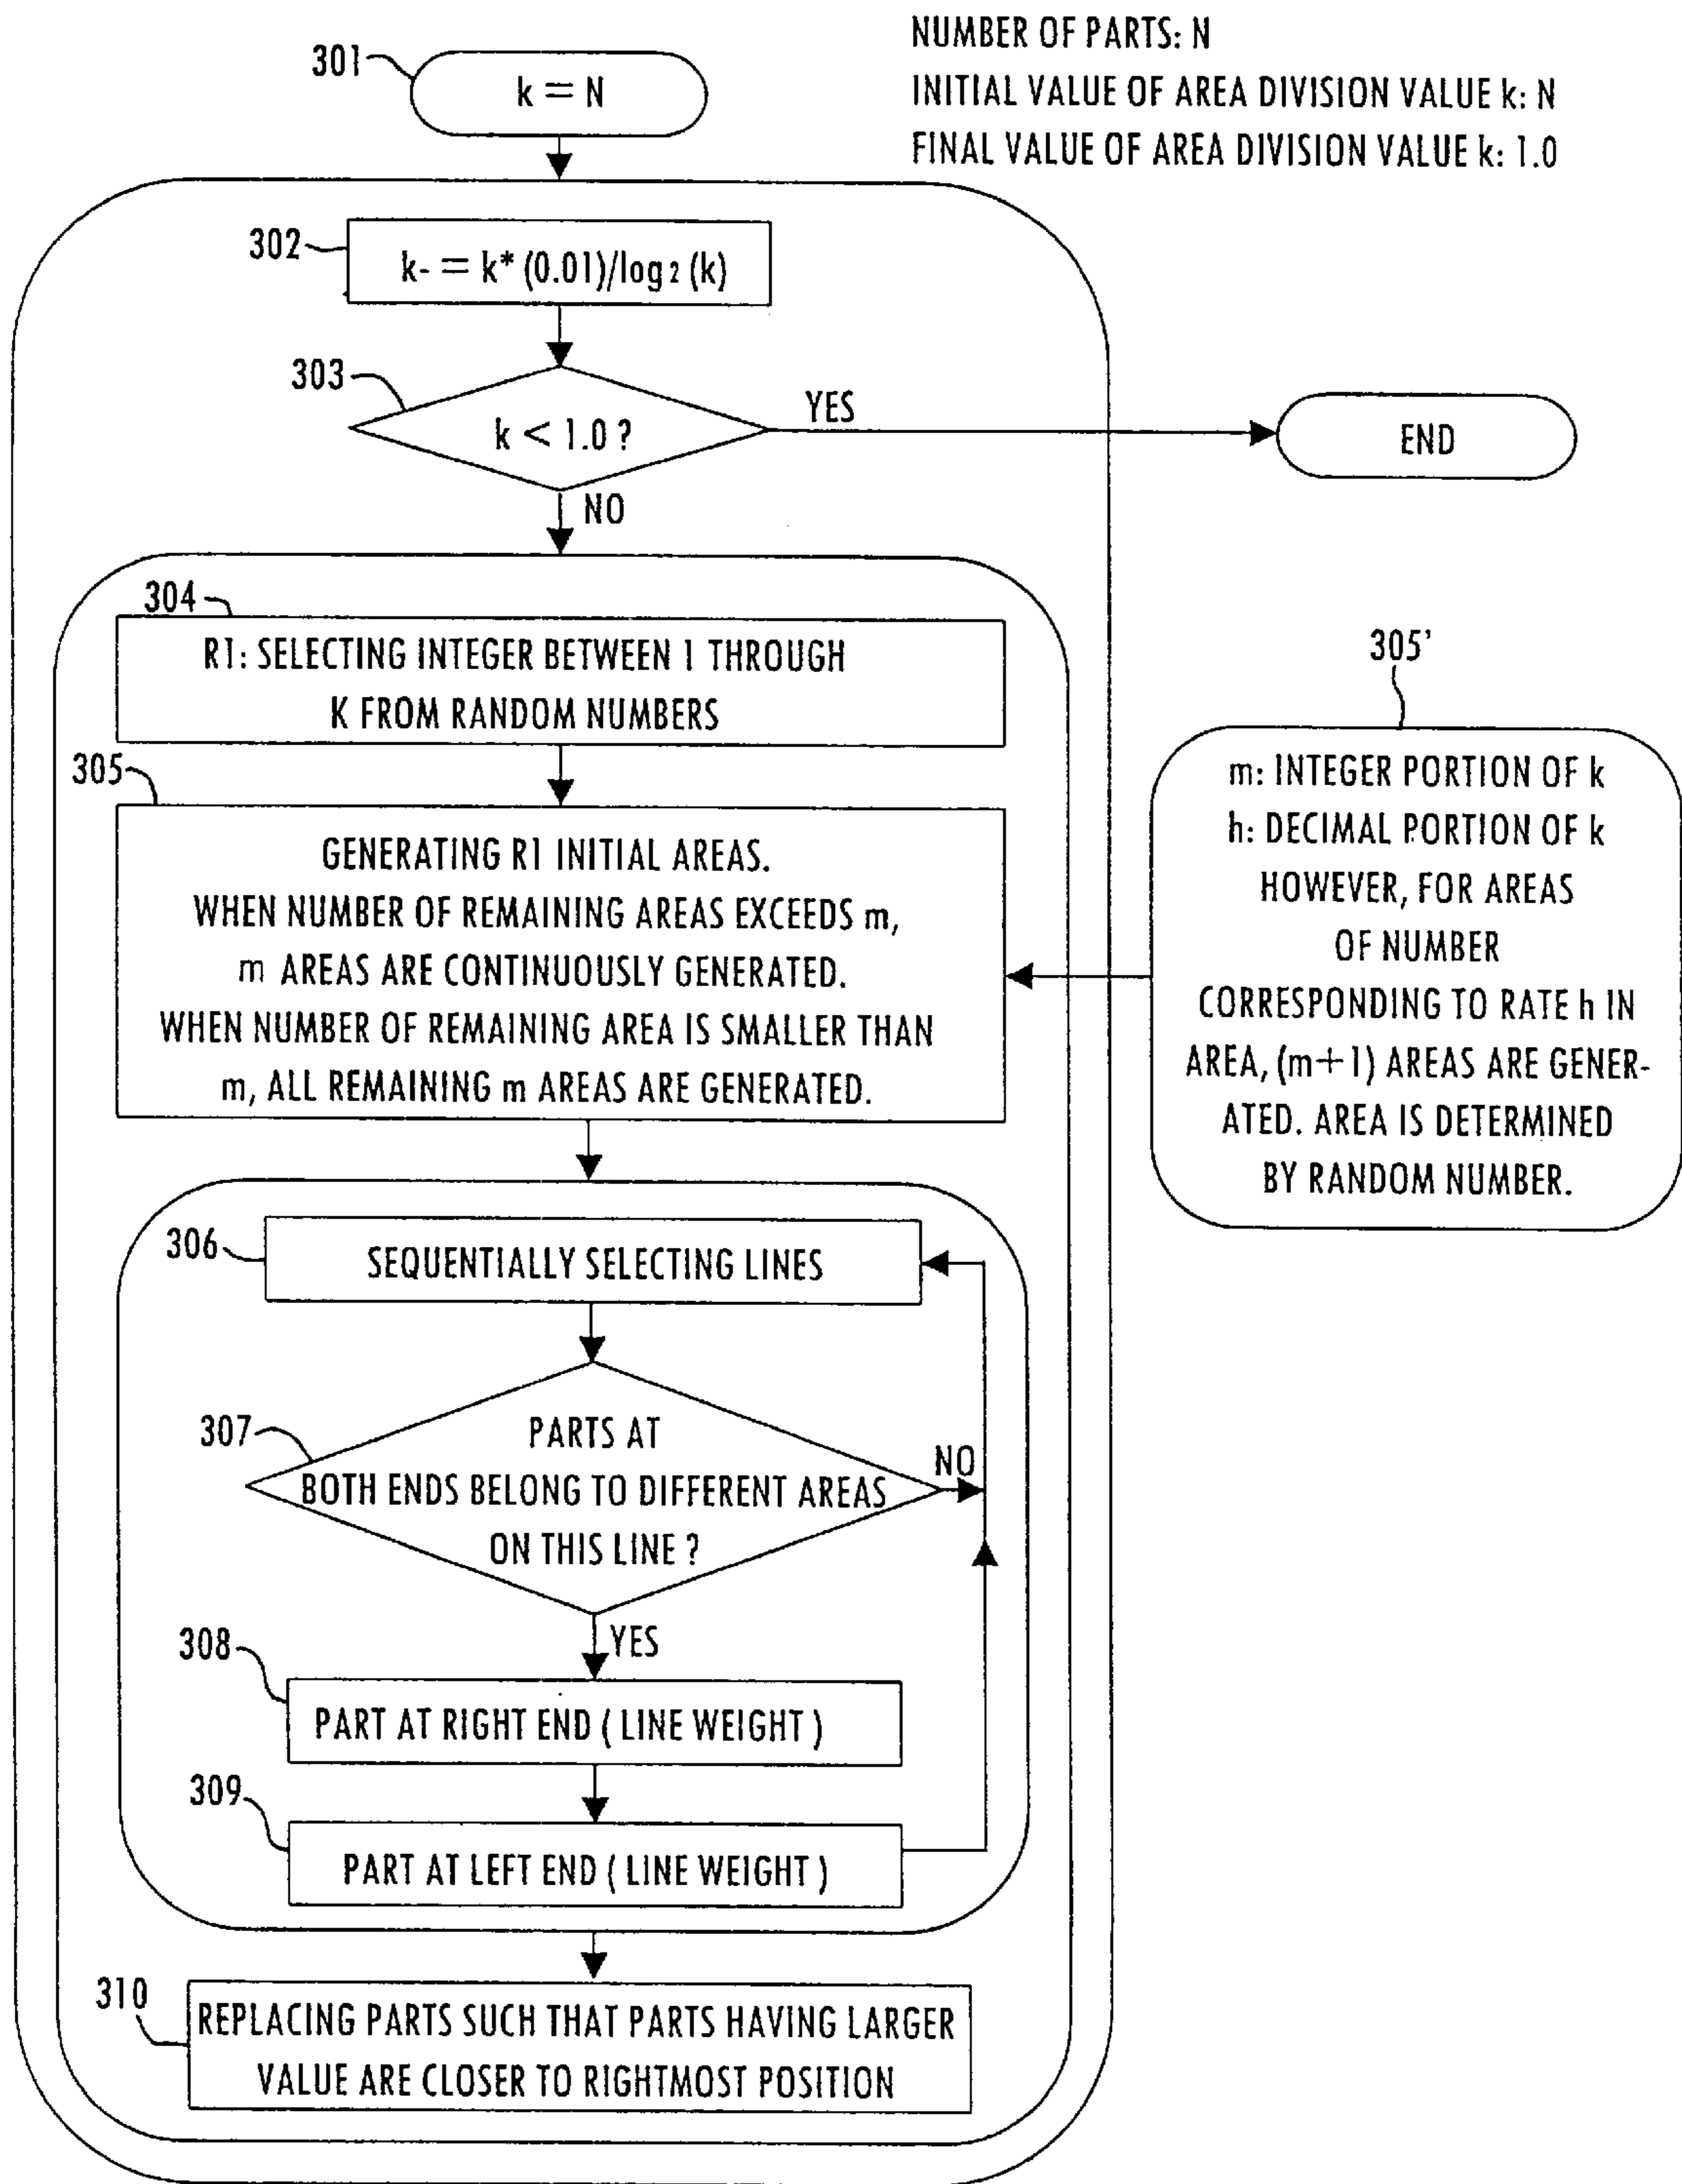 NUMBER OF PARTS: N
INITIAL VALUE OF AREA DIVISION VALUE k: N
FINAL VALUE OF AREA DIVISION VALUE k: 1.0
301
k = N
302
k- = k* (0.01)/log 2 (k)
303
k < 1.0 ?
YES
END
NO
304
R1: SELECTING INTEGER BETWEEN 1 THROUGH
K FROM RANDOM NUMBERS
305
GENERATING R1 INITIAL AREAS.
WHEN NUMBER OF REMAINING AREAS EXCEEDS m,
m AREAS ARE CONTINUOUSLY GENERATED.
WHEN NUMBER OF REMAINING AREA IS SMALLER THAN
m, ALL REMAINING m AREAS ARE GENERATED.
305'
m: INTEGER PORTION OF k
h: DECIMAL PORTION OF k
HOWEVER, FOR AREAS
OF NUMBER
CORRESPONDING TO RATE h IN
AREA, (m+1) AREAS ARE GENER-
ATED. AREA IS DETERMINED
BY RANDOM NUMBER.
306
SEQUENTIALLY SELECTING LINES
307
PARTS AT
BOTH ENDS BELONG TO DIFFERENT AREAS
ON THIS LINE ?
NO
YES
308
PART AT RIGHT END ( LINE WEIGHT )
309
PART AT LEFT END ( LINE WEIGHT )
310
REPLACING PARTS SUCH THAT PARTS HAVING LARGER
VALUE ARE CLOSER TO RIGHTMOST POSITION